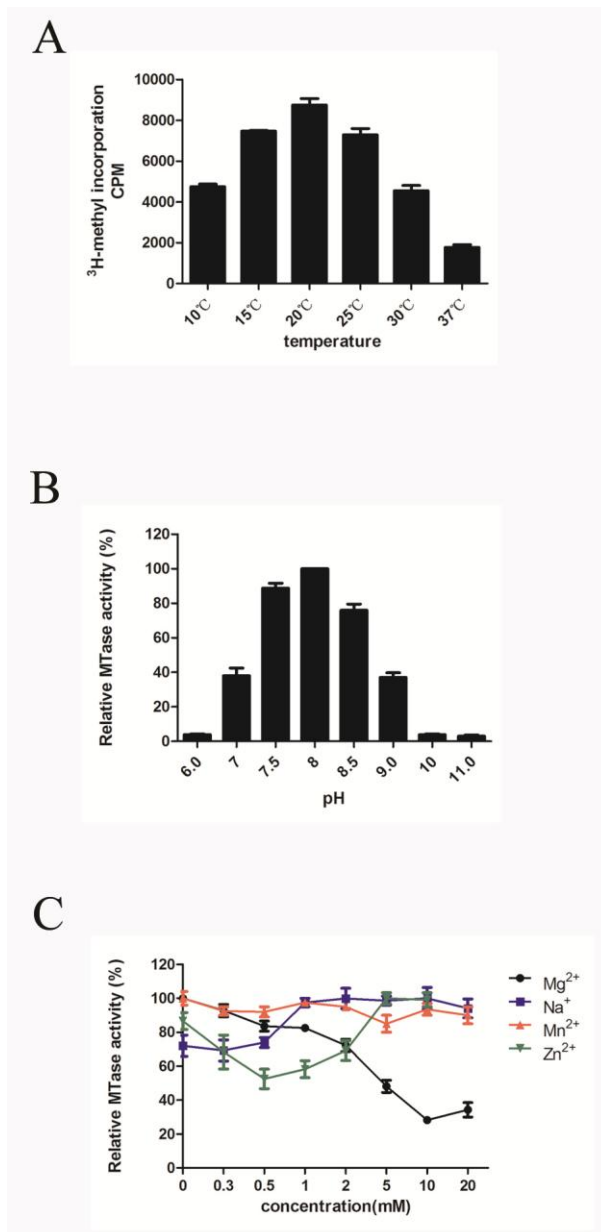 A
³H-methyl incorporation
CPM
10000
8000
6000
4000
2000
0
10℃ 15℃ 20℃ 25℃ 30℃ 37℃
temperature
B
Relative MTase activity (%)
120
100
80
60
40
20
0
6.0 7 7.5 8 8.5 9.0 10 11.0
pH
C
Relative MTase activity (%)
120
100
80
60
40
20
0
0 0.3 0.5 1 2 5 10 20
concentration(mM)
Mg²⁺
Na⁺
Mn²⁺
Zn²⁺